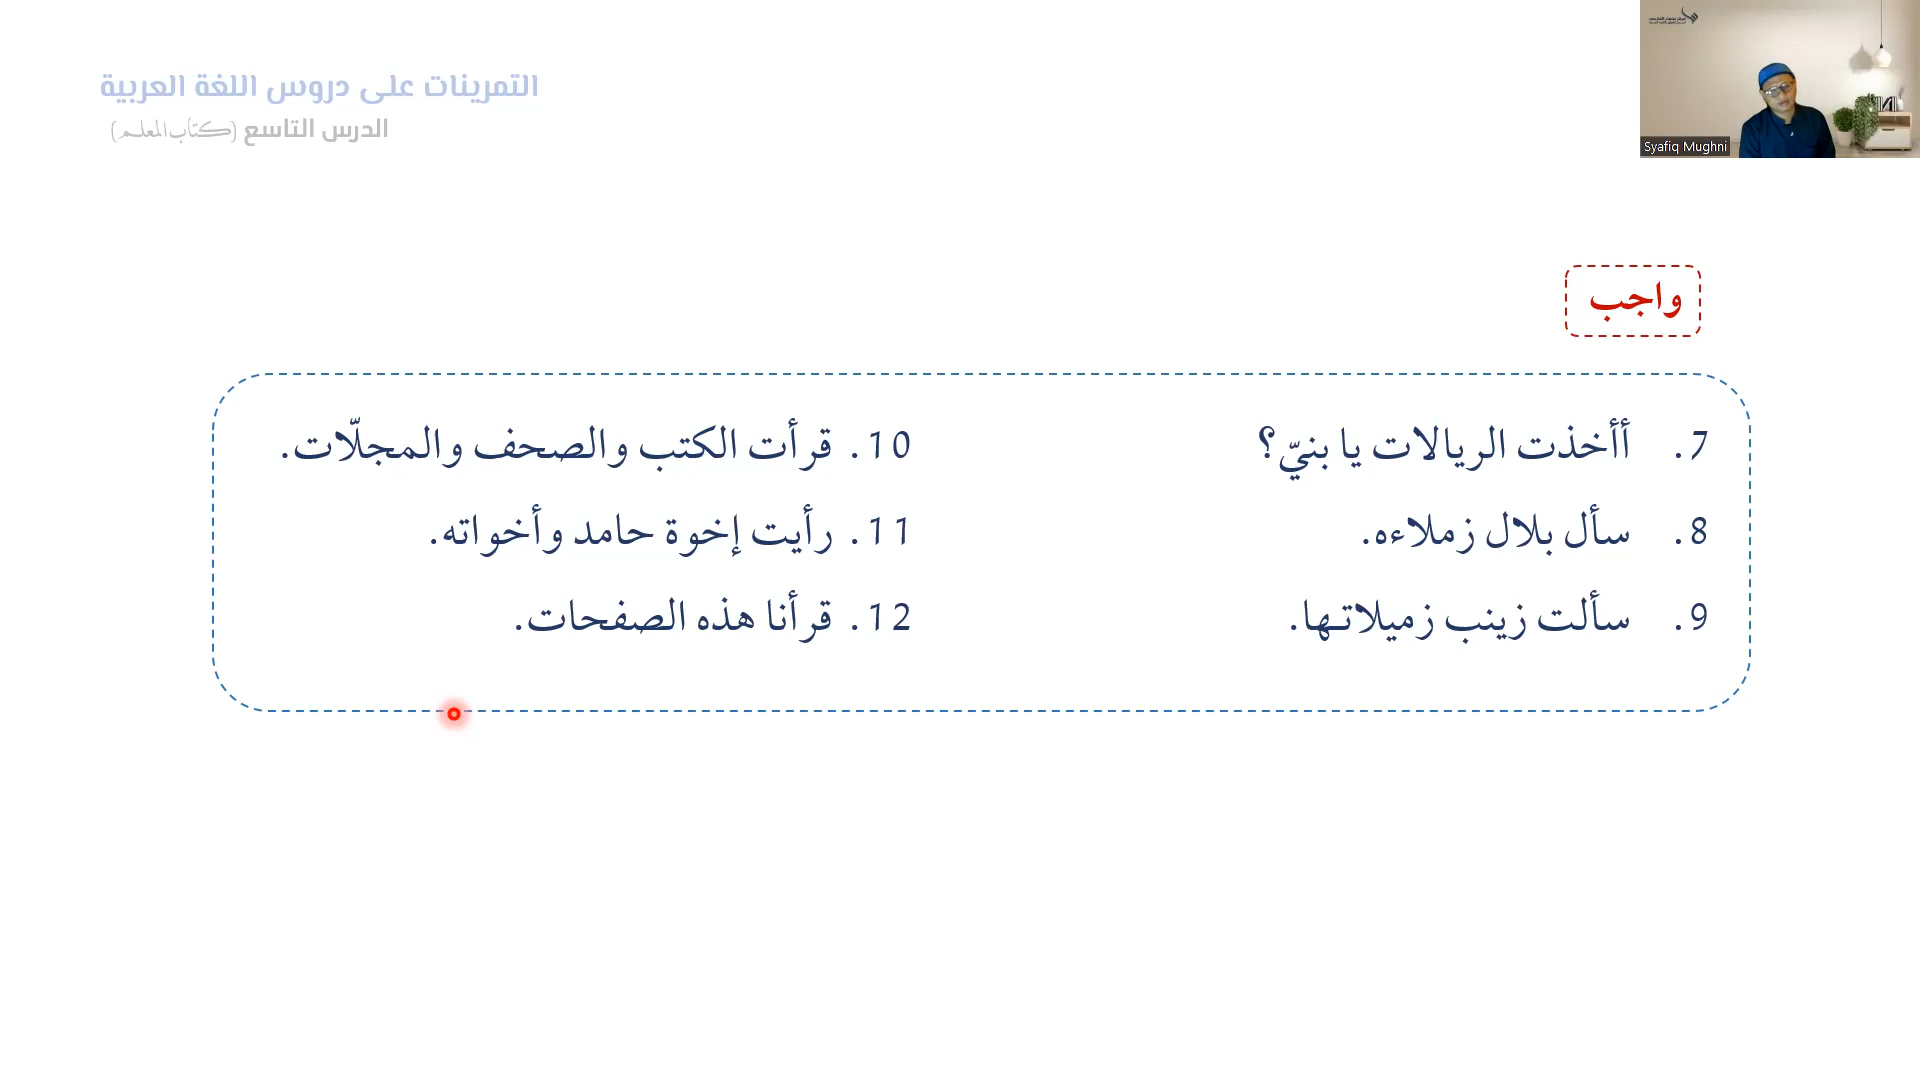 التمرينات على دروس اللغة العربية
الدرس التاسع (كتاب المعلم)
Syafiq Mughni
واجب
7. أأخذت الريالات يا بنيّ؟
8. سأل بلال زملاءه.
9. سألت زينب زميلاتـها.
10. قرأت الكتب والصحف والمجلّات.
11. رأيت إخوة حامد وأخواته.
12. قرأنا هذه الصفحات.